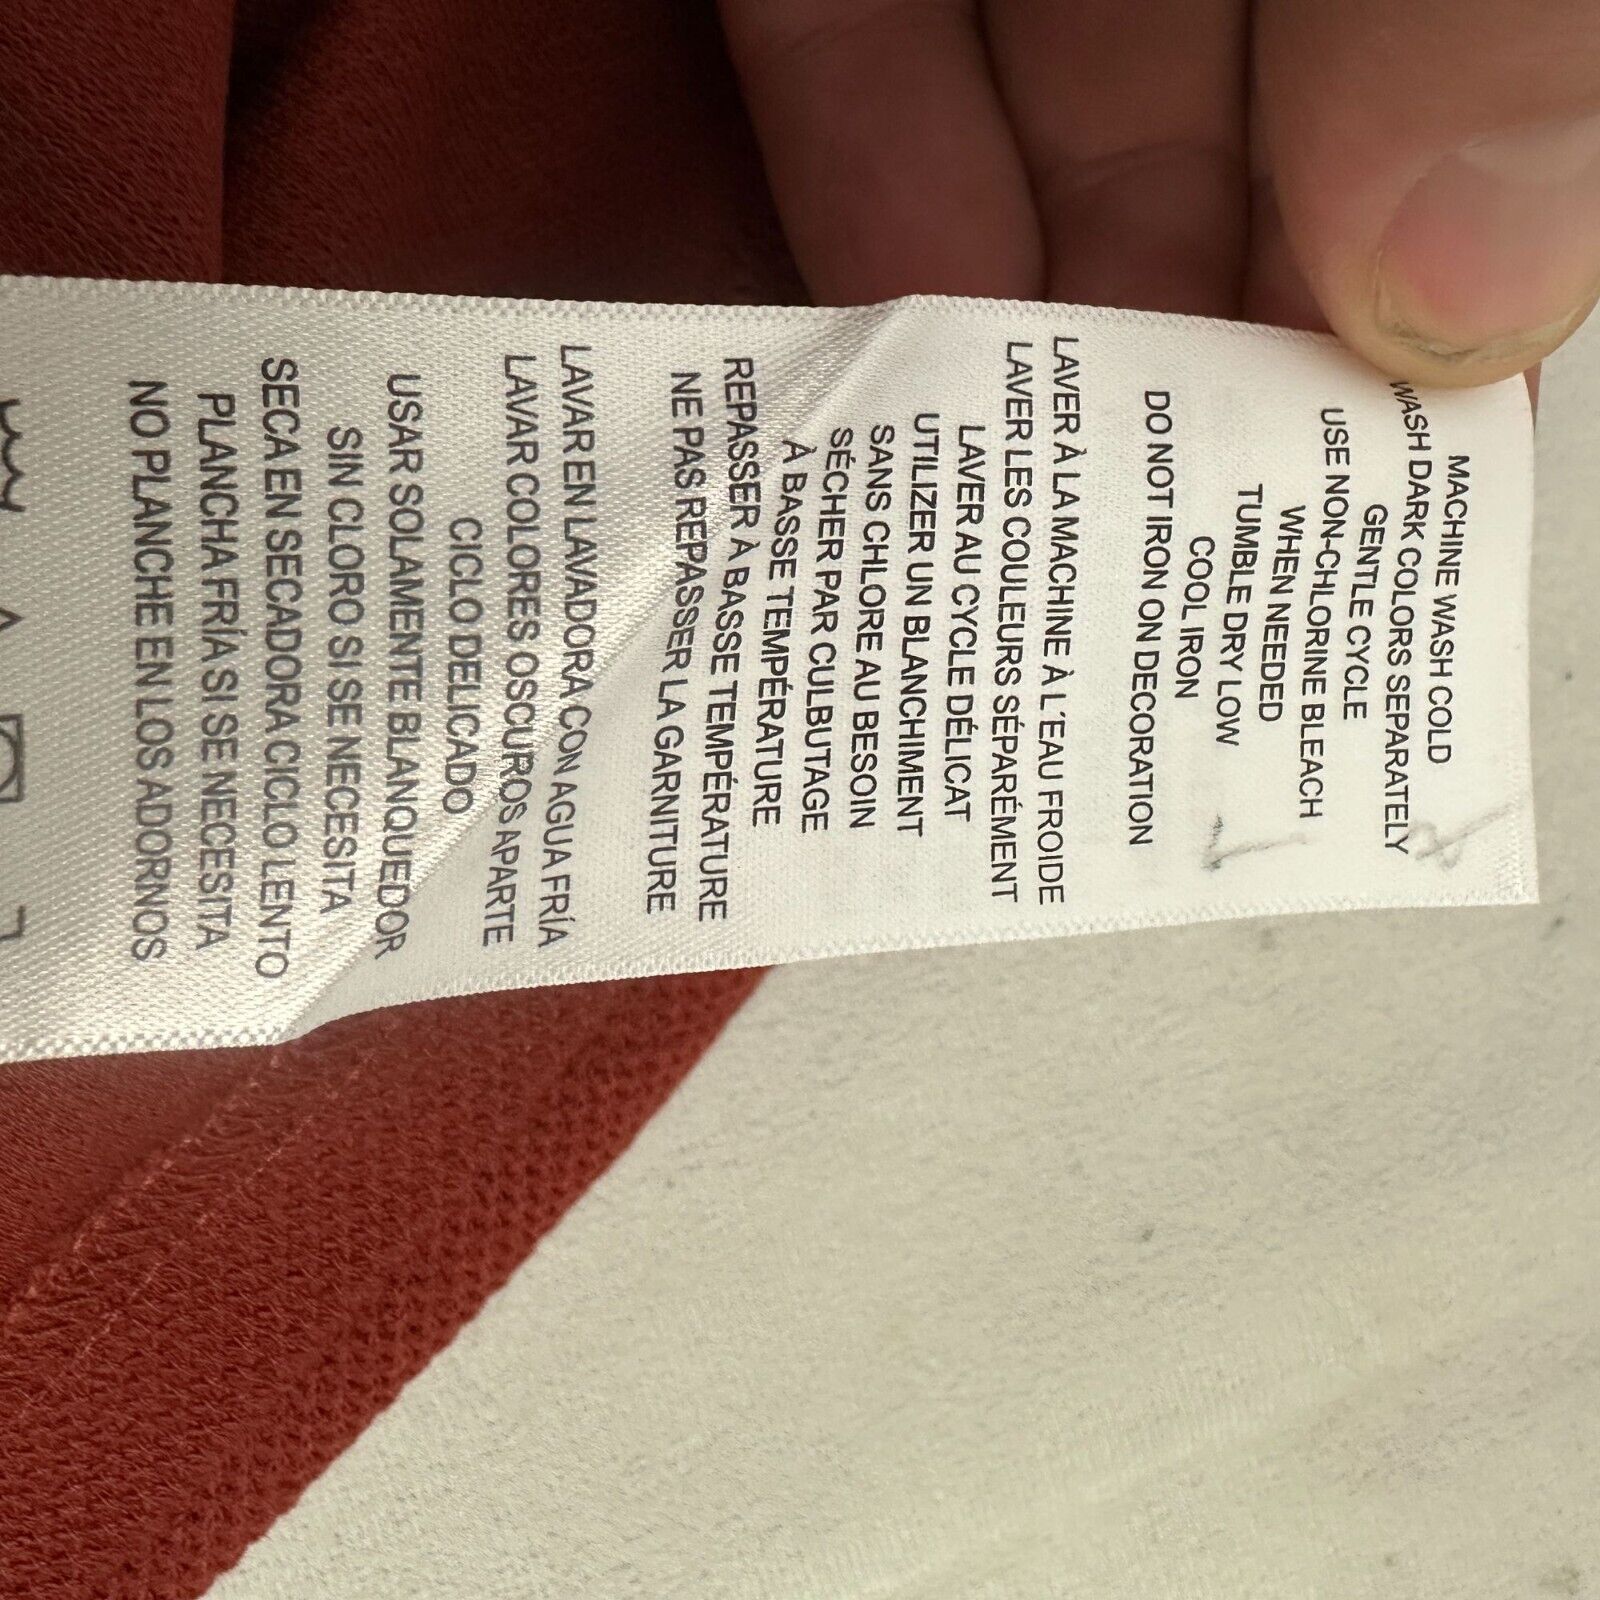 MACHINE WASH COLD
WASH DARK COLORS SEPARATELY
GENTLE CYCLE
USE NON-CHLORINE BLEACH
WHEN NEEDED
TUMBLE DRY LOW
COOL IRON
DO NOT IRON ON DECORATION
LAVER À LA MACHINE À L´EAU FROIDE
LAVER LES COULEURS SÉPARÉMENT
LAVER AU CYCLE DÉLICAT
UTILIZER UN BLANCHIMENT
SANS CHLORE AU BESOIN
SÉCHER PAR CULBUTAGE
À BASSE TEMPÉRATURE
REPASSER À BASSE TEMPÉRATURE
NE PAS REPASSER LA GARNITURE
LAVAR EN LAVADORA CON AGUA FRÍA
LAVAR COLORES OSCUROS APARTE
CICLO DELICADO
USAR SOLAMENTE BLANQUEDOR
SIN CLORO SI SE NECESITA
SECA EN SECADORA CICLO LENTO
PLANCHA FRÍA SI SE NECESITA
NO PLANCHE EN LOS ADORNOS